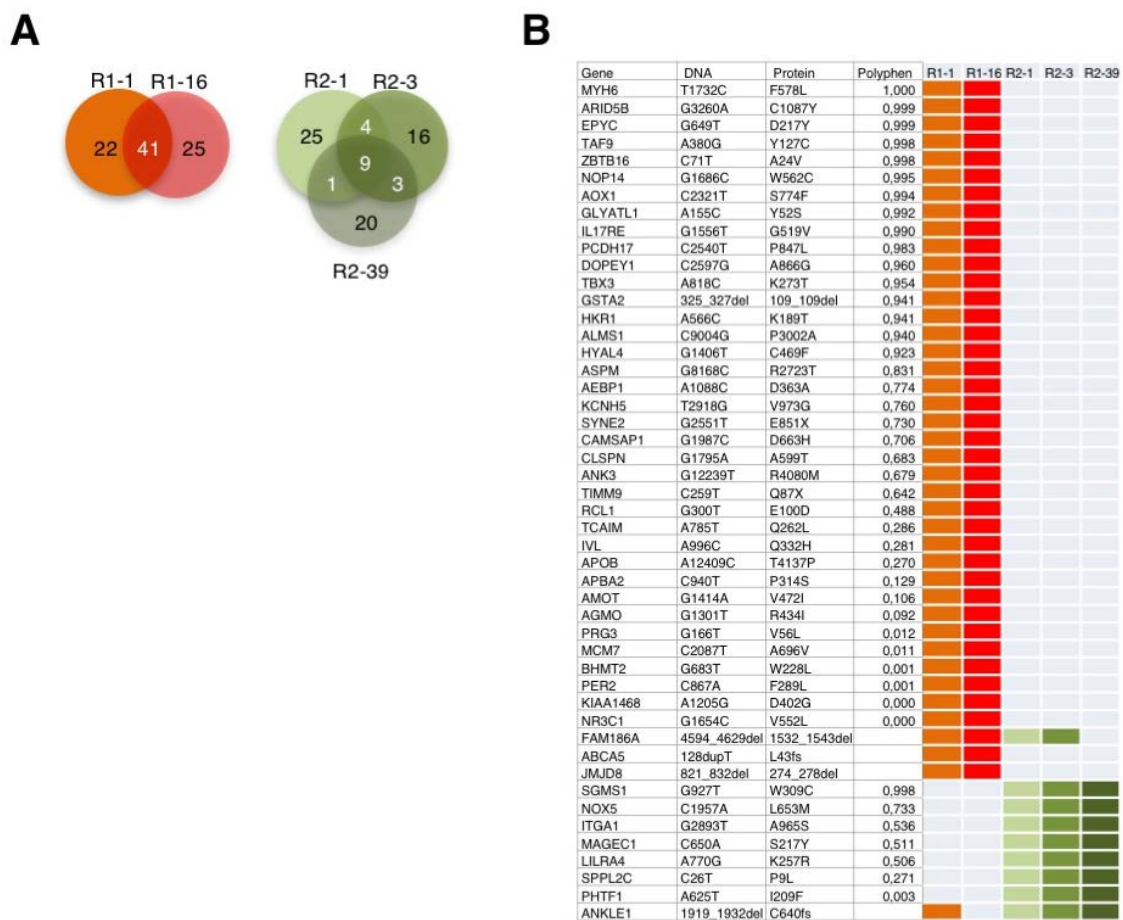 A
R1-1 R1-16
22 41 25
R2-1 R2-3
25 4 16
9
1 3
20
R2-39
B
Gene DNA Protein Polyphen R1-1 R1-16 R2-1 R2-3 R2-39
MYH6 T1732C F578L 1,000
ARID5B G3260A C1087Y 0,999
EPYC G649T D217Y 0,999
TAF9 A380G Y127C 0,998
ZBTB16 C71T A24V 0,998
NOP14 G1686C W562C 0,995
AOX1 C2321T S774F 0,994
GLYATL1 A155C Y52S 0,992
IL17RE G1556T G519V 0,990
PCDH17 C2540T P847L 0,983
DOPEY1 C2597G A866G 0,960
TBX3 A818C K273T 0,954
GSTA2 325_327del 109_109del 0,941
HKR1 A566C K189T 0,941
ALMS1 C9004G P3002A 0,940
HYAL4 G1406T C469F 0,923
ASPM G8168C R2723T 0,831
AEBP1 A1088C D363A 0,774
KCNH5 T2918G V973G 0,760
SYNE2 G2551T E851X 0,730
CAMSAP1 G1987C D663H 0,706
CLSPN G1795A A599T 0,683
ANK3 G12239T R4080M 0,679
TIMM9 C259T Q87X 0,642
RCL1 G300T E100D 0,488
TCAIM A785T Q262L 0,286
IVL A996C Q332H 0,281
APOB A12409C T4137P 0,270
APBA2 C940T P314S 0,129
AMOT G1414A V472I 0,106
AGMO G1301T R434I 0,092
PRG3 G166T V56L 0,012
MCM7 C2087T A696V 0,011
BHMT2 G683T W228L 0,001
PER2 C867A F289L 0,001
KIAA1468 A1205G D402G 0,000
NR3C1 G1654C V552L 0,000
FAM186A 4594_4629del 1532_1543del
ABCA5 128dupT L43fs
JMJD8 821_832del 274_278del
SGMS1 G927T W309C 0,998
NOX5 C1957A L653M 0,733
ITGA1 G2893T A965S 0,536
MAGEC1 C650A S217Y 0,511
LILRA4 A770G K257R 0,506
SPPL2C C26T P9L 0,271
PHTF1 A625T I209F 0,003
ANKLE1 1919_1932del C640fs